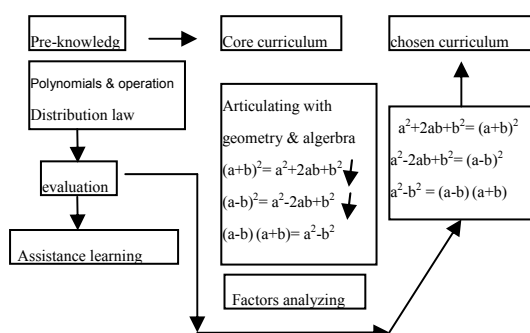 Pre-knowledg
Core curriculum
chosen curriculum
Polynomials & operation
Distribution law
evaluation
Assistance learning
Articulating with
geometry & algerbra
(a+b)²= a²+2ab+b²
(a-b)²= a²-2ab+b²
(a-b) (a+b)= a²-b²
Factors analyzing
a²+2ab+b²= (a+b)²
a²-2ab+b²= (a-b)²
a²-b² = (a-b) (a+b)